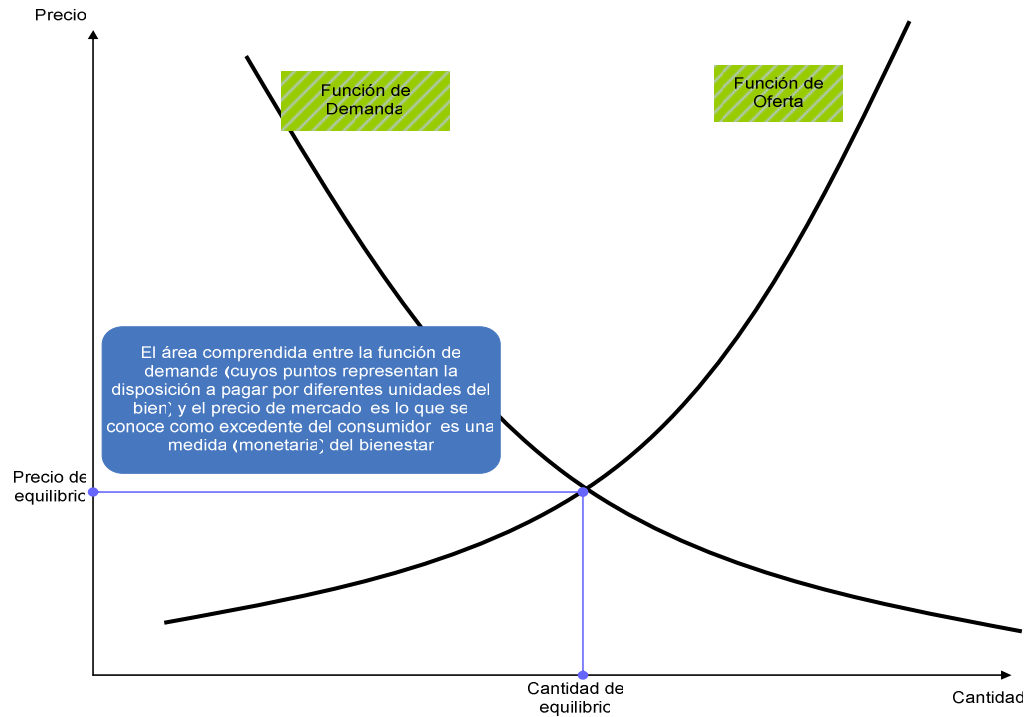 Precio
Función de
Demanda
Función de
Oferta
El área comprendida entre la función de
demanda (cuyos puntos representan la
disposición a pagar por diferentes unidades del
bien) y el precio de mercado es lo que se
conoce como excedente del consumidor es una
medida (monetaria) del bienestar
Precio de
equilibrio
Cantidad de
equilibrio
Cantidad